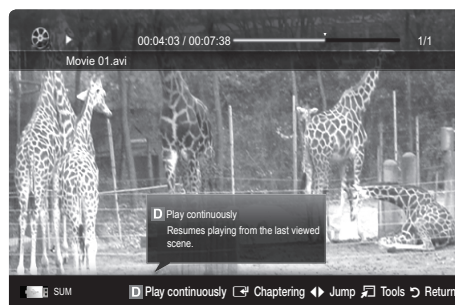 00:04:03 / 00:07:38 1/1
Movie 01.avi
D Play continuously
Resumes playing from the last viewed
scene.
SUM D Play continuously Chaptering Jump Tools Return